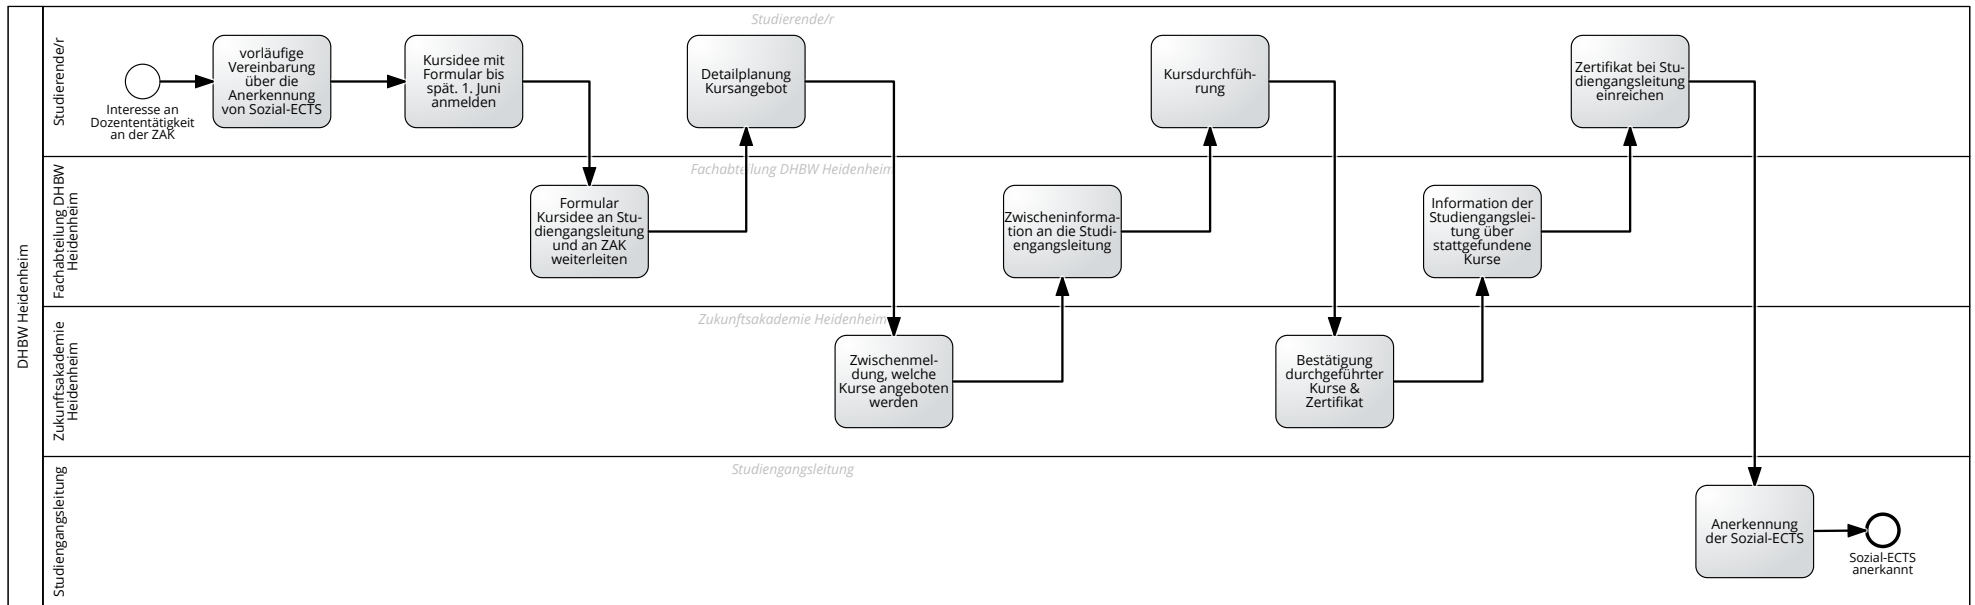 DHBW Heidenheim
Studierende/r
Studierende/r
Interesse an
Dozententätigkeit
an der ZAK
vorläufige
Vereinbarung
über die
Anerkennung
von Sozial-ECTS
Kursidee mit
Formular bis
spät. 1. Juni
anmelden
Detailplanung
Kursangebot
Kursdurchfüh-
rung
Zertifikat bei Stu-
diengangsleitung
einreichen
Fachabteilung DHBW
Heidenheim
Fachabteilung DHBW Heidenheim
Formular
Kursidee an Stu-
diengangsleitung
und an ZAK
weiterleiten
Zwischeninforma-
tion an die Studi-
engangsleitung
Information der
Studiengangslei-
tung über
stattgefundene
Kurse
Zukunftsakademie
Heidenheim
Zukunftsakademie Heidenheim
Zwischenmel-
dung, welche
Kurse angeboten
werden
Bestätigung
durchgeführter
Kurse &
Zertifikat
Studiengangsleitung
Studiengangsleitung
Anerkennung
der Sozial-ECTS
Sozial-ECTS
anerkannt